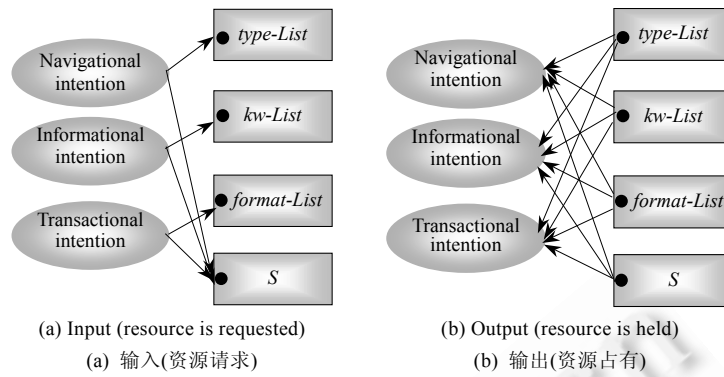 Navigational
intention
Informational
intention
Transactional
intention
type-List
kw-List
format-List
S
(a) Input (resource is requested)
(a) 输入(资源请求)
Navigational
intention
Informational
intention
Transactional
intention
type-List
kw-List
format-List
S
(b) Output (resource is held)
(b) 输出(资源占有)